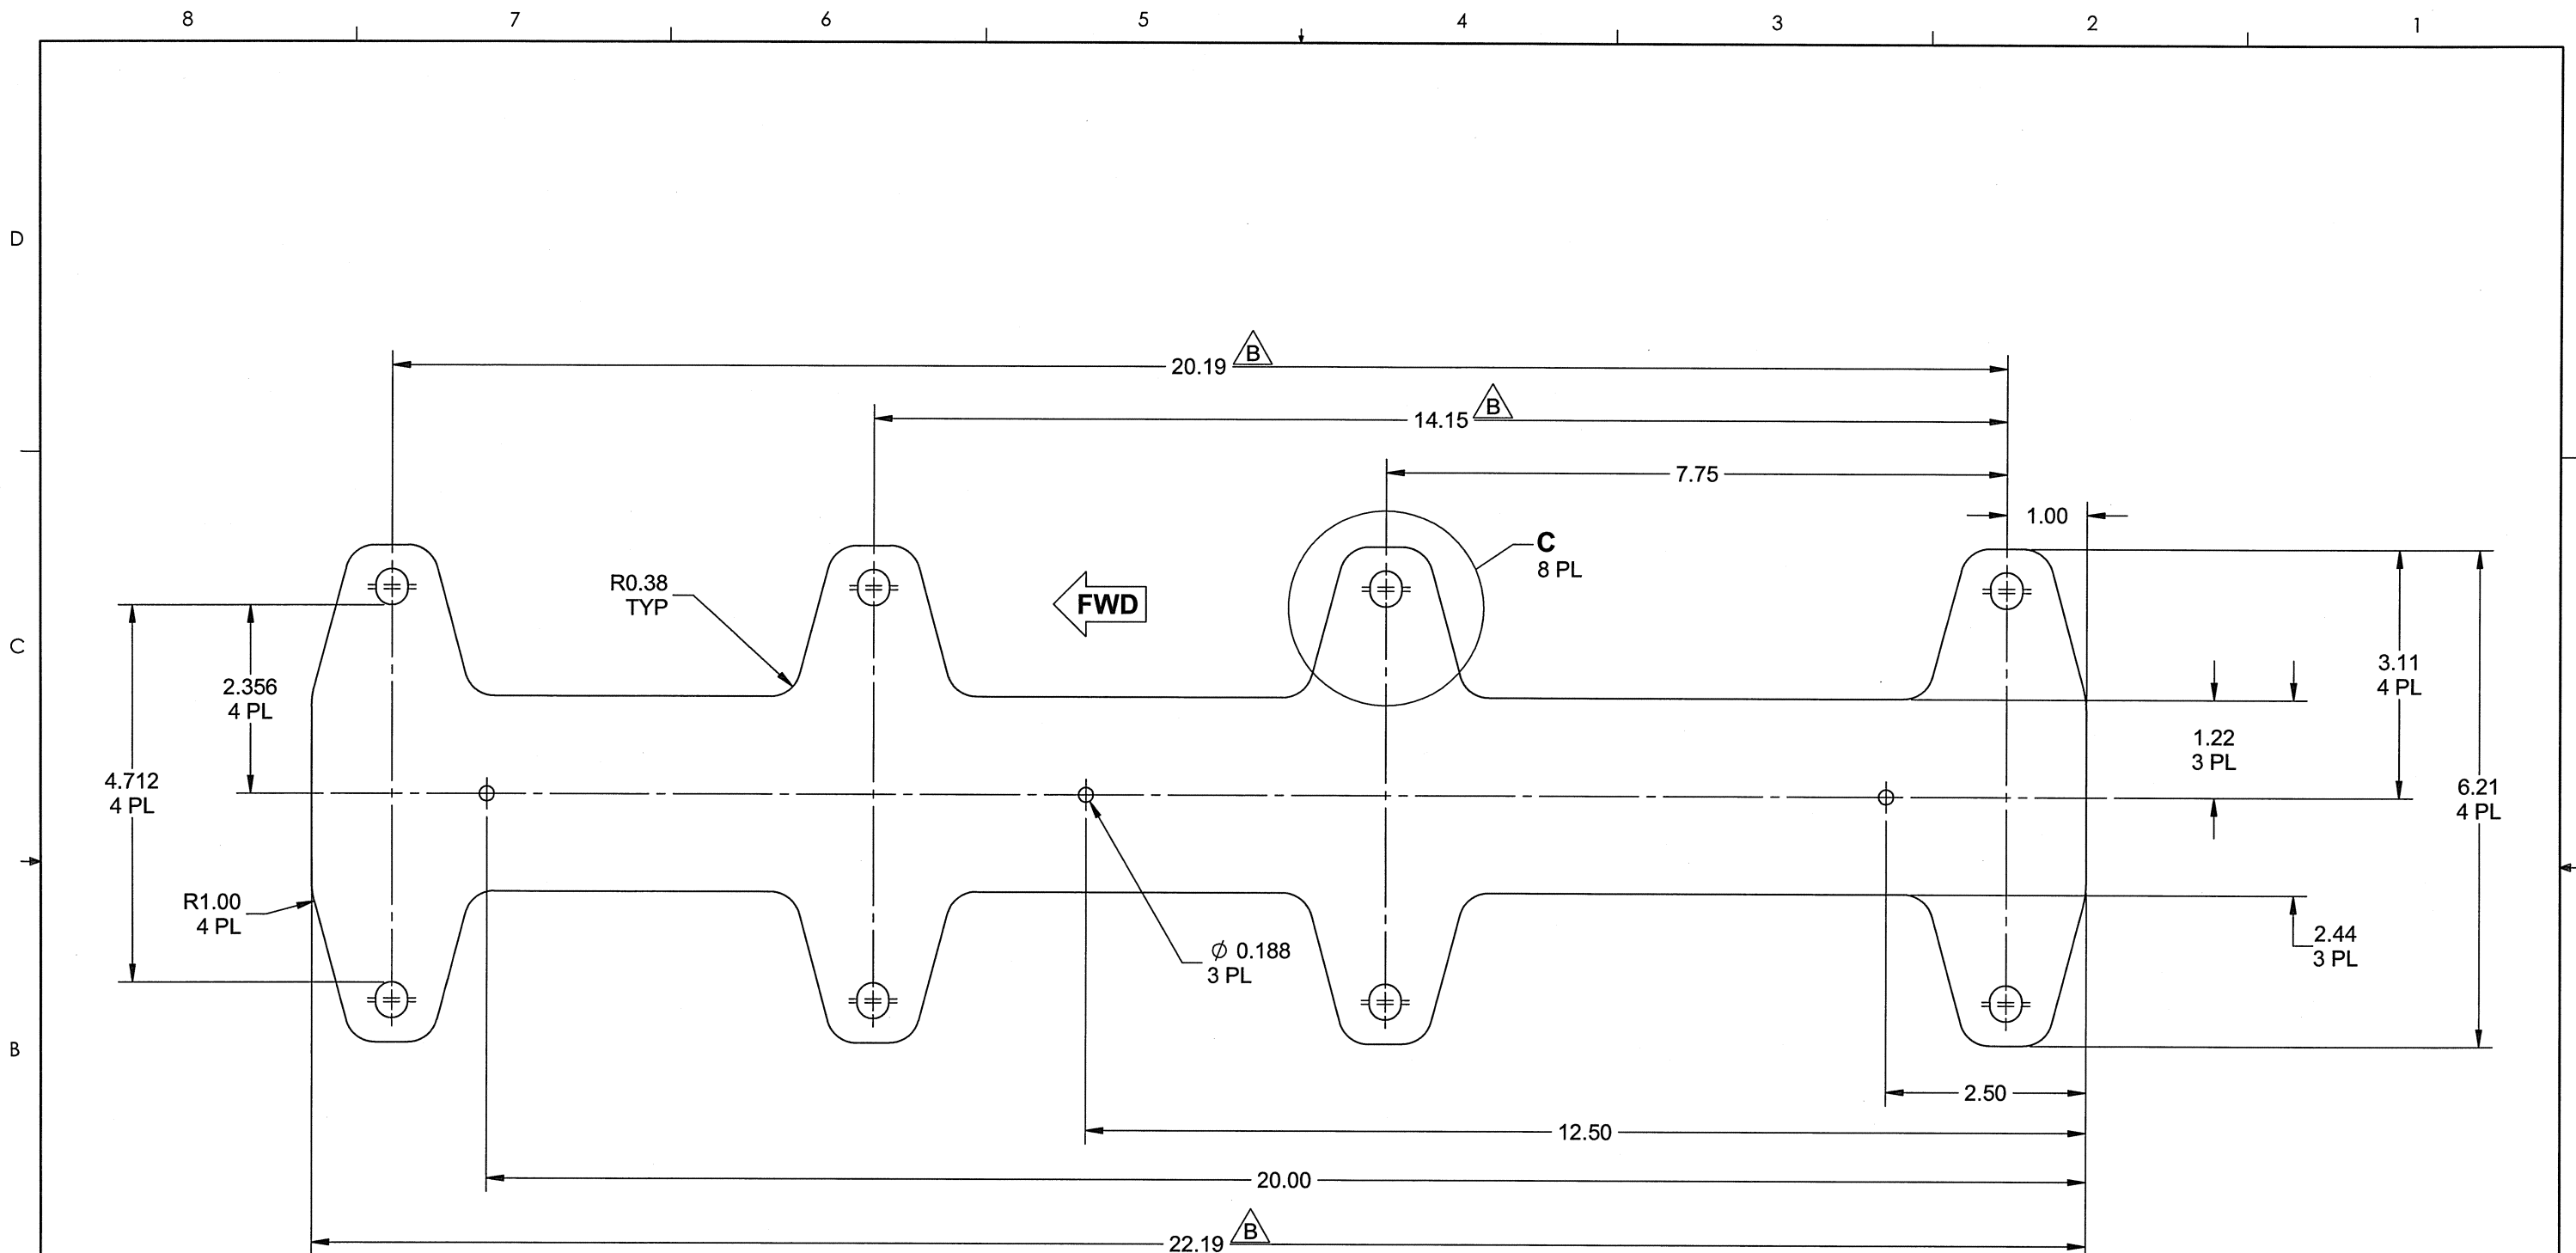 8 7 6 5 4 3 2 1
D
20.19 B
14.15 B
7.75
1.00
C
8 PL
R0.38
TYP
FWD
C
2.356
4 PL
3.11
4 PL
1.22
3 PL
4.712
4 PL
6.21
4 PL
R1.00
4 PL
Ø 0.188
3 PL
2.44
3 PL
B
2.50
12.50
20.00
22.19 B